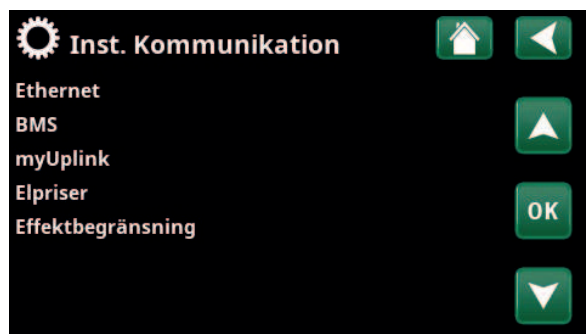 Inst. Kommunikation
Ethernet
BMS
myUplink
Elpriser
Effektbegränsning
OK